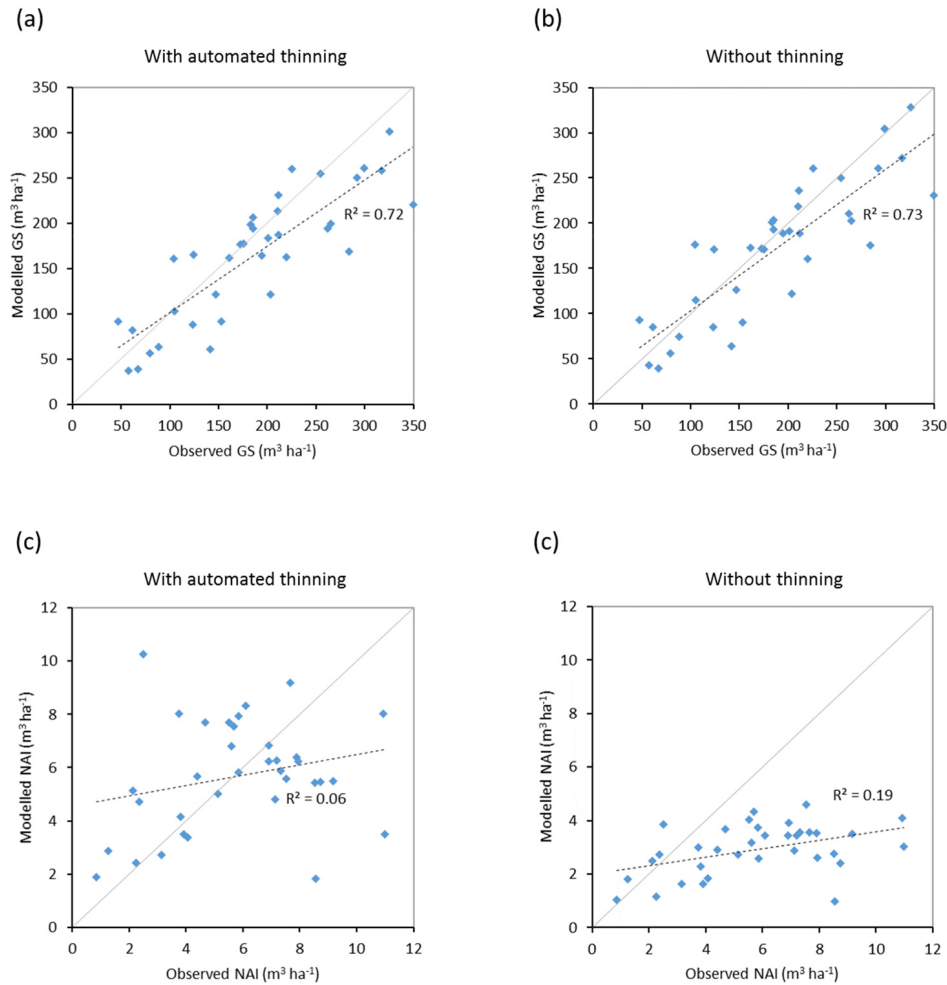 (a)
With automated thinning
350
300
250
200
150
100
50
0
Modelled GS (m³ ha⁻¹)
R² = 0.72
0 50 100 150 200 250 300 350
Observed GS (m³ ha⁻¹)
(b)
Without thinning
350
300
250
200
150
100
50
0
Modelled GS (m³ ha⁻¹)
R² = 0.73
0 50 100 150 200 250 300 350
Observed GS (m³ ha⁻¹)
(c)
With automated thinning
12
10
8
6
4
2
0
Modelled NAI (m³ ha⁻¹)
R² = 0.06
0 2 4 6 8 10 12
Observed NAI (m³ ha⁻¹)
(c)
Without thinning
12
10
8
6
4
2
0
Modelled NAI (m³ ha⁻¹)
R² = 0.19
0 2 4 6 8 10 12
Observed NAI (m³ ha⁻¹)